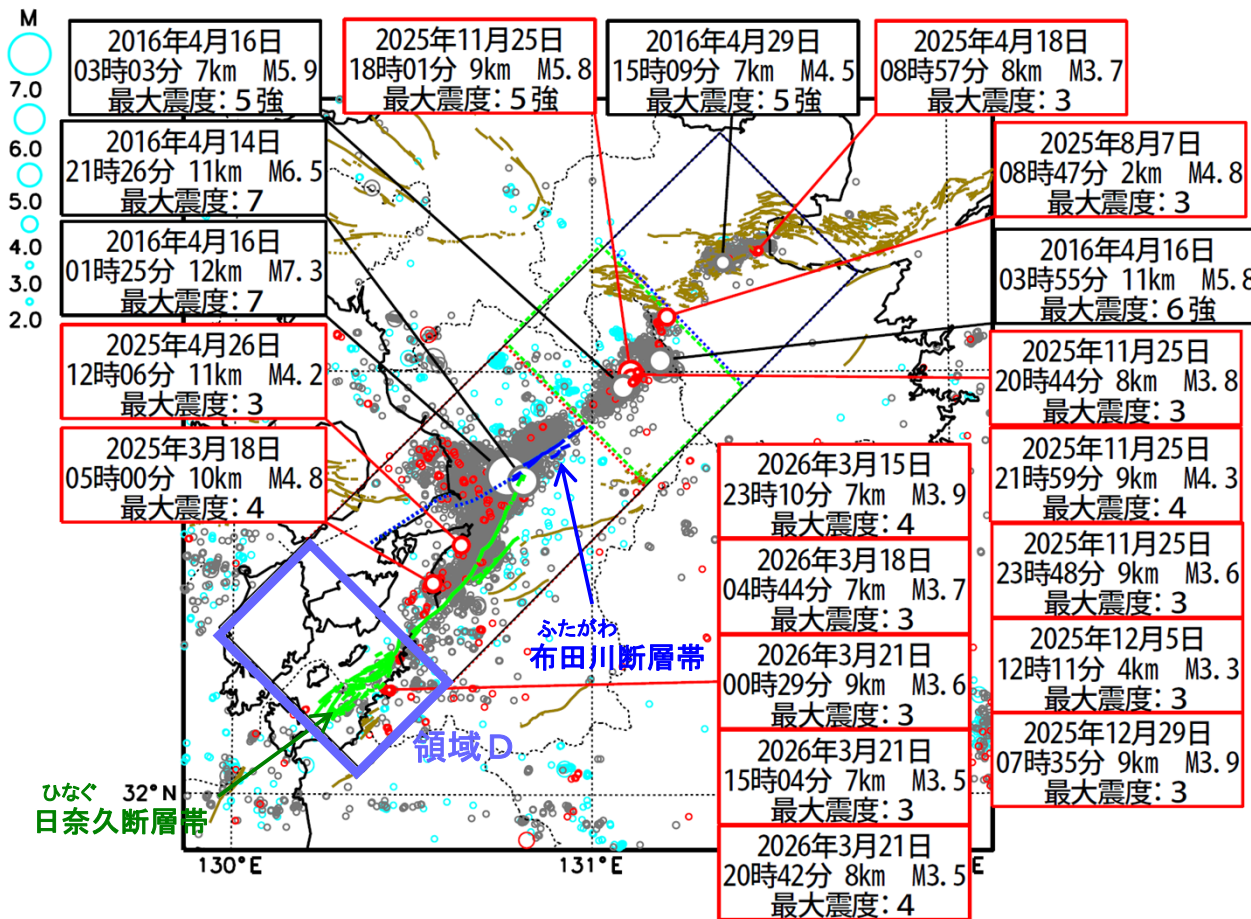 M
7.0
6.0
5.0
4.0
3.0
2.0
2016年4月16日
03時03分 7km M5.9
最大震度：５強
2025年11月25日
18時01分 9km M5.8
最大震度：５強
2016年4月29日
15時09分 7km M4.5
最大震度：５強
2025年4月18日
08時57分 8km M3.7
最大震度：３
2016年4月14日
21時26分 11km M6.5
最大震度：７
2016年4月16日
01時25分 12km M7.3
最大震度：７
2025年4月26日
12時06分 11km M4.2
最大震度：３
2025年3月18日
05時00分 10km M4.8
最大震度：４
2025年8月7日
08時47分 2km M4.8
最大震度：３
2016年4月16日
03時55分 11km M5.8
最大震度：６強
2025年11月25日
20時44分 8km M3.8
最大震度：３
2025年11月25日
21時59分 9km M4.3
最大震度：４
2025年11月25日
23時48分 9km M3.6
最大震度：３
2025年12月5日
12時11分 4km M3.3
最大震度：３
2025年12月29日
07時35分 9km M3.9
最大震度：３
2026年3月15日
23時10分 7km M3.9
最大震度：４
2026年3月18日
04時44分 7km M3.7
最大震度：３
2026年3月21日
00時29分 9km M3.6
最大震度：３
2026年3月21日
15時04分 7km M3.5
最大震度：３
2026年3月21日
20時42分 8km M3.5
最大震度：４
ふたがわ
布田川断層帯
領域Ｄ
ひなぐ
日奈久断層帯
32°N
130°E
131°E